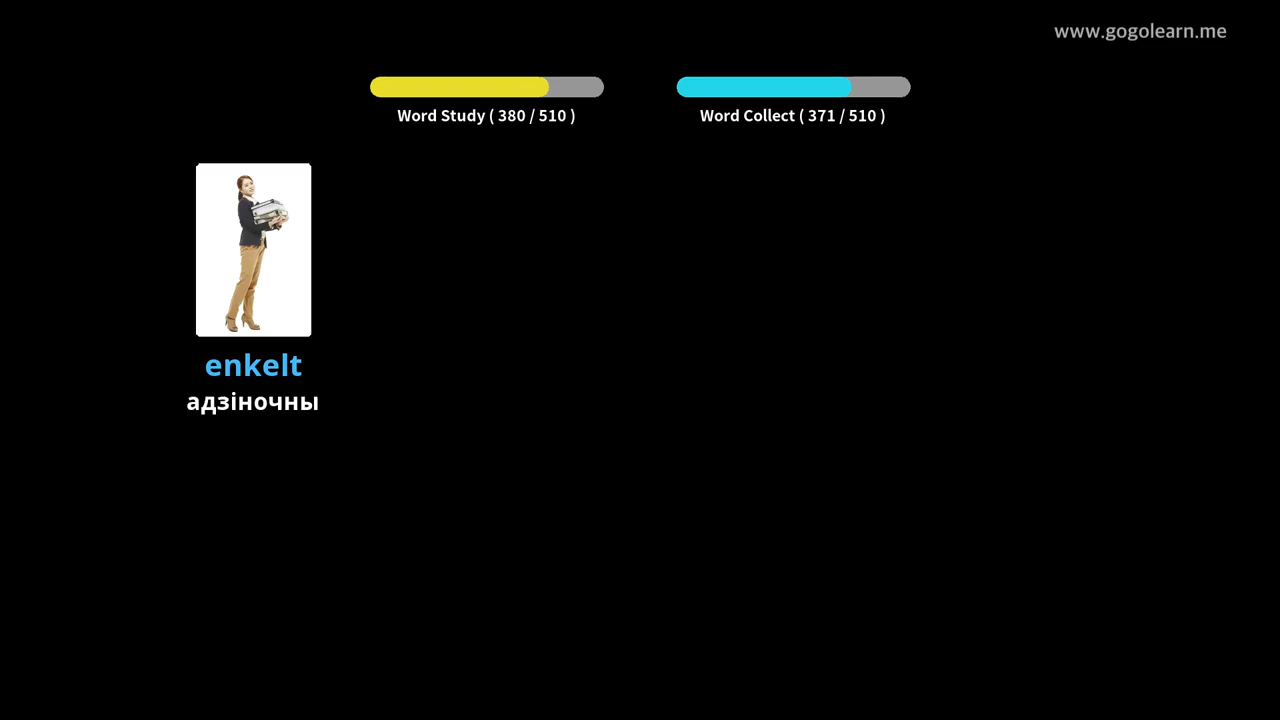 www.gogolearn.me
Word Study ( 380 / 510 )
Word Collect ( 371 / 510 )
enkelt
адзіночны